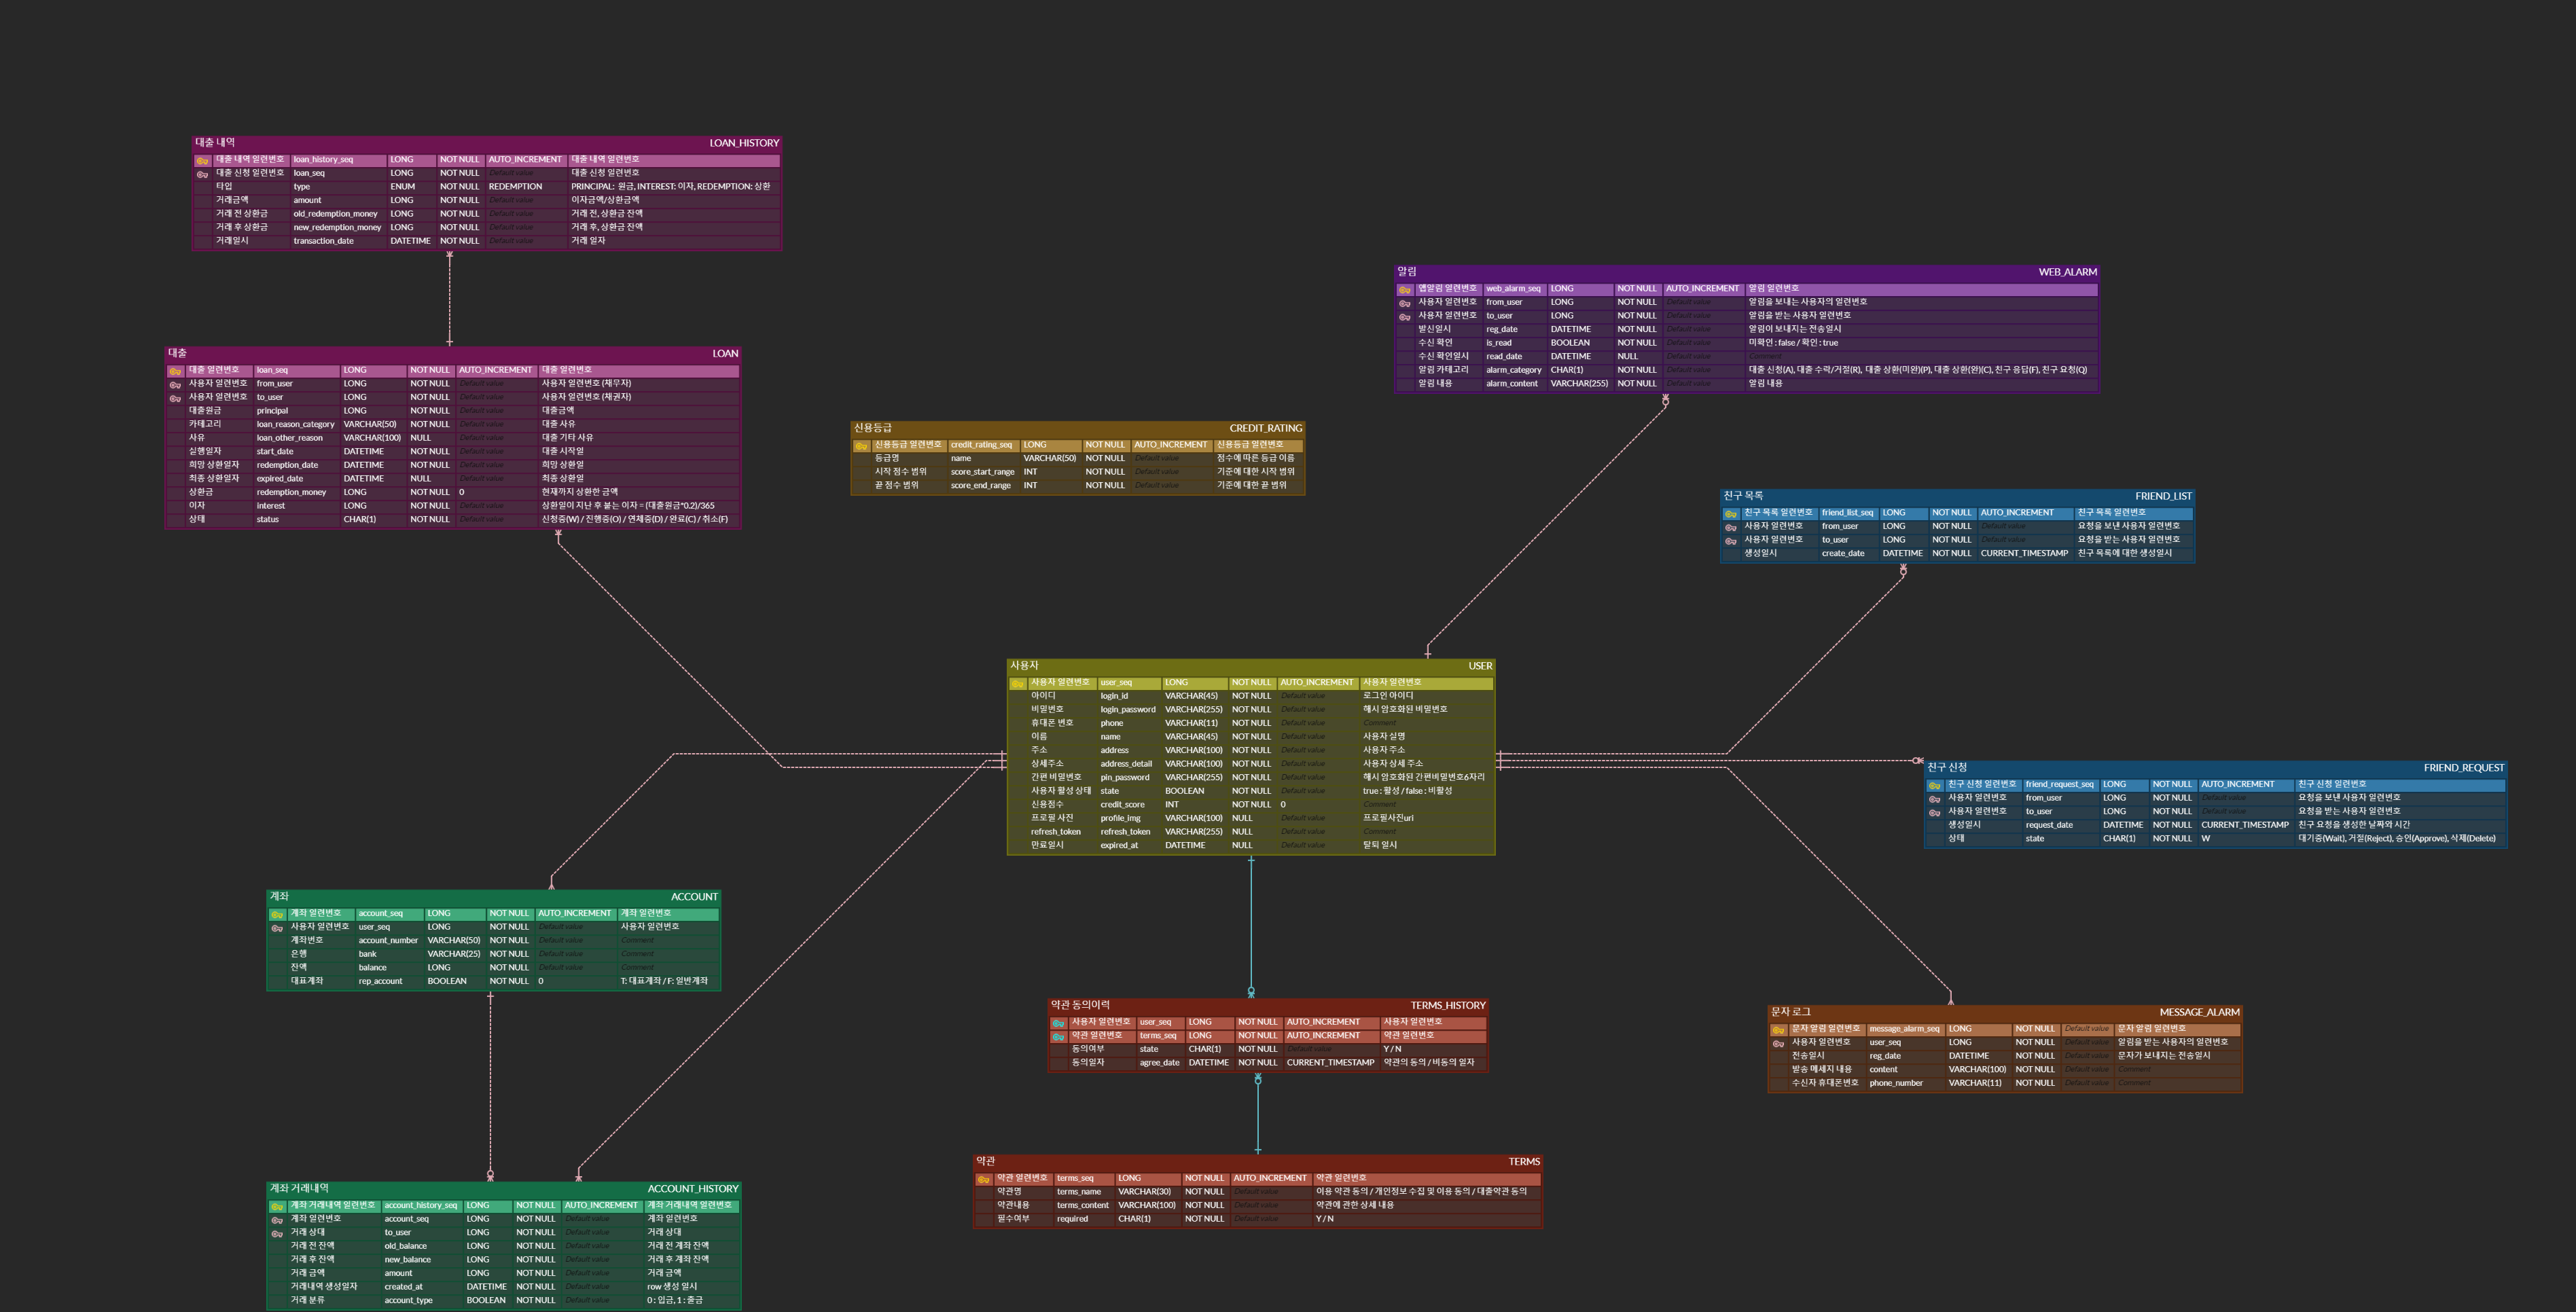 대출 내역 LOAN_HISTORY
대출 내역 일련번호 loan_history_seq LONG NOT NULL AUTO_INCREMENT 대출 내역 일련번호
대출 신청 일련번호 loan_seq LONG NOT NULL Default value 대출 신청 일련번호
타입 type ENUM NOT NULL REDEMPTION PRINCIPAL: 원금, INTEREST: 이자, REDEMPTION: 상환
거래금액 amount LONG NOT NULL Default value 이자금액/상환금액
거래 전 상환금 old_redemption_money LONG NOT NULL Default value 거래 전, 상환금 잔액
거래 후 상환금 new_redemption_money LONG NOT NULL Default value 거래 후, 상환금 잔액
거래일시 transaction_date DATETIME NOT NULL Default value 거래 일자
알림 WEB_ALARM
앱알림 일련번호 web_alarm_seq LONG NOT NULL AUTO_INCREMENT 알림 일련번호
사용자 일련번호 from_user LONG NOT NULL Default value 알림을 보내는 사용자의 일련번호
사용자 일련번호 to_user LONG NOT NULL Default value 알림을 받는 사용자 일련번호
발신일시 reg_date DATETIME NOT NULL Default value 알림이 보내지는 전송일시
수신 확인 is_read BOOLEAN NOT NULL Default value 미확인 : false / 확인 : true
수신 확인일시 read_date DATETIME NULL Default value Comment
알림 카테고리 alarm_category CHAR(1) NOT NULL Default value 대출 신청(A), 대출 수락/거절(R), 대출 상환(미완)(P), 대출 상환(완)(C), 친구 응답(F), 친구 요청(Q)
알림 내용 alarm_content VARCHAR(255) NOT NULL Default value 알림 내용
대출 LOAN
대출 일련번호 loan_seq LONG NOT NULL AUTO_INCREMENT 대출 일련번호
사용자 일련번호 from_user LONG NOT NULL Default value 사용자 일련번호 (채무자)
사용자 일련번호 to_user LONG NOT NULL Default value 사용자 일련번호 (채권자)
대출원금 principal LONG NOT NULL Default value 대출금액
카테고리 loan_reason_category VARCHAR(50) NOT NULL Default value 대출 사유
사유 loan_other_reason VARCHAR(100) NULL Default value 대출 기타 사유
실행일자 start_date DATETIME NOT NULL Default value 대출 시작일
희망 상환일자 redemption_date DATETIME NOT NULL Default value 희망 상환일
최종 상환일자 expired_date DATETIME NULL Default value 최종 상환일
상환금 redemption_money LONG NOT NULL 0 현재까지 상환한 금액
이자 interest LONG NOT NULL Default value 상환일이 지난 후 붙는 이자 = (대출원금*0.2)/365
상태 status CHAR(1) NOT NULL Default value 신청중(W) / 진행중(O) / 연체중(D) / 완료(C) / 취소(F)
신용등급 CREDIT_RATING
신용등급 일련번호 credit_rating_seq LONG NOT NULL AUTO_INCREMENT 신용등급 일련번호
등급명 name VARCHAR(50) NOT NULL Default value 점수에 따른 등급 이름
시작 점수 범위 score_start_range INT NOT NULL Default value 기준에 대한 시작 범위
끝 점수 범위 score_end_range INT NOT NULL Default value 기준에 대한 끝 범위
친구 목록 FRIEND_LIST
친구 목록 일련번호 friend_list_seq LONG NOT NULL AUTO_INCREMENT 친구 목록 일련번호
사용자 일련번호 from_user LONG NOT NULL Default value 요청을 보낸 사용자 일련번호
사용자 일련번호 to_user LONG NOT NULL Default value 요청을 받는 사용자 일련번호
생성일시 create_date DATETIME NOT NULL CURRENT_TIMESTAMP 친구 목록에 대한 생성일시
사용자 USER
사용자 일련번호 user_seq LONG NOT NULL AUTO_INCREMENT 사용자 일련번호
아이디 login_id VARCHAR(45) NOT NULL Default value 로그인 아이디
비밀번호 login_password VARCHAR(255) NOT NULL Default value 해시 암호화된 비밀번호
휴대폰 번호 phone VARCHAR(11) NOT NULL Default value Comment
이름 name VARCHAR(45) NOT NULL Default value 사용자 실명
주소 address VARCHAR(100) NOT NULL Default value 사용자 주소
상세주소 address_detail VARCHAR(100) NOT NULL Default value 사용자 상세 주소
간편 비밀번호 pin_password VARCHAR(255) NOT NULL Default value 해시 암호화된 간편비밀번호6자리
사용자 활성 상태 state BOOLEAN NOT NULL Default value true : 활성 / false : 비활성
신용점수 credit_score INT NOT NULL 0 Comment
프로필 사진 profile_img VARCHAR(100) NULL Default value 프로필사진uri
refresh_token refresh_token VARCHAR(255) NULL Default value Comment
만료일시 expired_at DATETIME NULL Default value 탈퇴 일시
친구 신청 FRIEND_REQUEST
친구 신청 일련번호 friend_request_seq LONG NOT NULL AUTO_INCREMENT 친구 신청 일련번호
사용자 일련번호 from_user LONG NOT NULL Default value 요청을 보낸 사용자 일련번호
사용자 일련번호 to_user LONG NOT NULL Default value 요청을 받는 사용자 일련번호
생성일시 request_date DATETIME NOT NULL CURRENT_TIMESTAMP 친구 요청을 생성한 날짜와 시간
상태 state CHAR(1) NOT NULL W 대기중(Wait), 거절(Reject), 승인(Approve), 삭제(Delete)
계좌 ACCOUNT
계좌 일련번호 account_seq LONG NOT NULL AUTO_INCREMENT 계좌 일련번호
사용자 일련번호 user_seq LONG NOT NULL Default value 사용자 일련번호
계좌번호 account_number VARCHAR(50) NOT NULL Default value Comment
은행 bank VARCHAR(25) NOT NULL Default value Comment
잔액 balance LONG NOT NULL Default value Comment
대표계좌 rep_account BOOLEAN NOT NULL 0 T: 대표계좌 / F: 일반계좌
약관 동의이력 TERMS_HISTORY
사용자 일련번호 user_seq LONG NOT NULL AUTO_INCREMENT 사용자 일련번호
약관 일련번호 terms_seq LONG NOT NULL AUTO_INCREMENT 약관 일련번호
동의여부 state CHAR(1) NOT NULL Default value Y / N
동의일자 agree_date DATETIME NOT NULL CURRENT_TIMESTAMP 약관의 동의 / 비동의 일자
문자 로그 MESSAGE_ALARM
문자 알림 일련번호 message_alarm_seq LONG NOT NULL Default value 문자 알림 일련번호
사용자 일련번호 user_seq LONG NOT NULL Default value 알림을 받는 사용자의 일련번호
전송일시 reg_date DATETIME NOT NULL Default value 문자가 보내지는 전송일시
발송 메세지 내용 content VARCHAR(100) NOT NULL Default value Comment
수신자 휴대폰번호 phone_number VARCHAR(11) NOT NULL Default value Comment
약관 TERMS
약관 일련번호 terms_seq LONG NOT NULL AUTO_INCREMENT 약관 일련번호
약관명 terms_name VARCHAR(30) NOT NULL Default value 이용 약관 동의 / 개인정보 수집 및 이용 동의 / 대출약관 동의
약관내용 terms_content VARCHAR(100) NOT NULL Default value 약관에 관한 상세 내용
필수여부 required CHAR(1) NOT NULL Default value Y / N
계좌 거래내역 ACCOUNT_HISTORY
계좌 거래내역 일련번호 account_history_seq LONG NOT NULL AUTO_INCREMENT 계좌 거래내역 일련번호
계좌 일련번호 account_seq LONG NOT NULL Default value 계좌 일련번호
거래 상대 to_user LONG NOT NULL Default value 거래 상대
거래 전 잔액 old_balance LONG NOT NULL Default value 거래 전 계좌 잔액
거래 후 잔액 new_balance LONG NOT NULL Default value 거래 후 계좌 잔액
거래 금액 amount LONG NOT NULL Default value 거래 금액
거래내역 생성일자 created_at DATETIME NOT NULL Default value row 생성 일시
거래 분류 account_type BOOLEAN NOT NULL Default value 0 : 입금, 1 : 출금